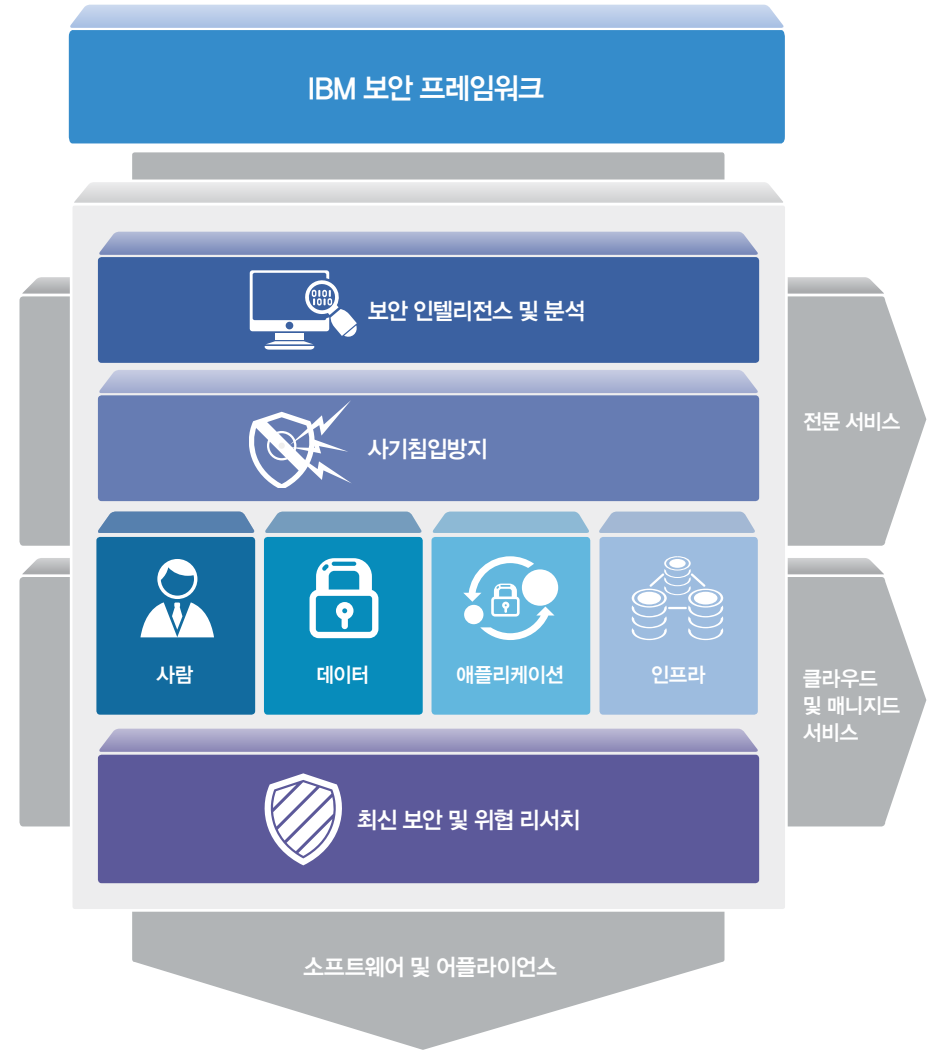 IBM 보안 프레임워크
0101
1010
보안 인텔리전스 및 분석
사기침입방지
전문 서비스
사람
데이터
애플리케이션
인프라
클라우드
및 매니지드
서비스
최신 보안 및 위협 리서치
소프트웨어 및 어플라이언스